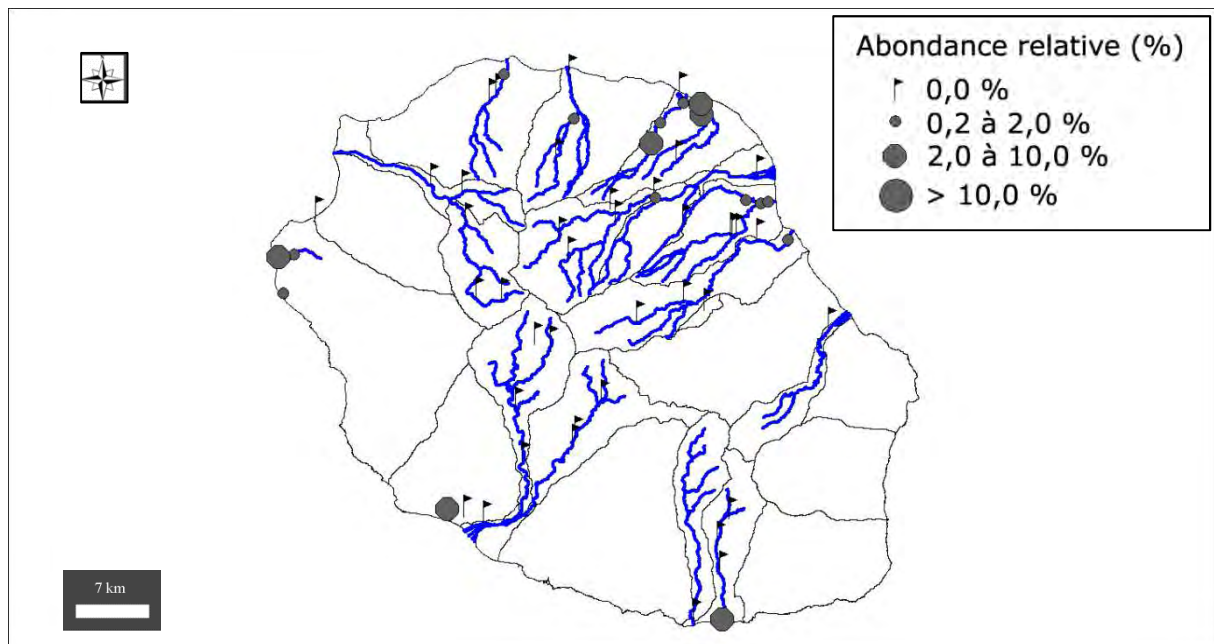 Abondance relative (%)
0,0 %
0,2 à 2,0 %
2,0 à 10,0 %
> 10,0 %
7 km